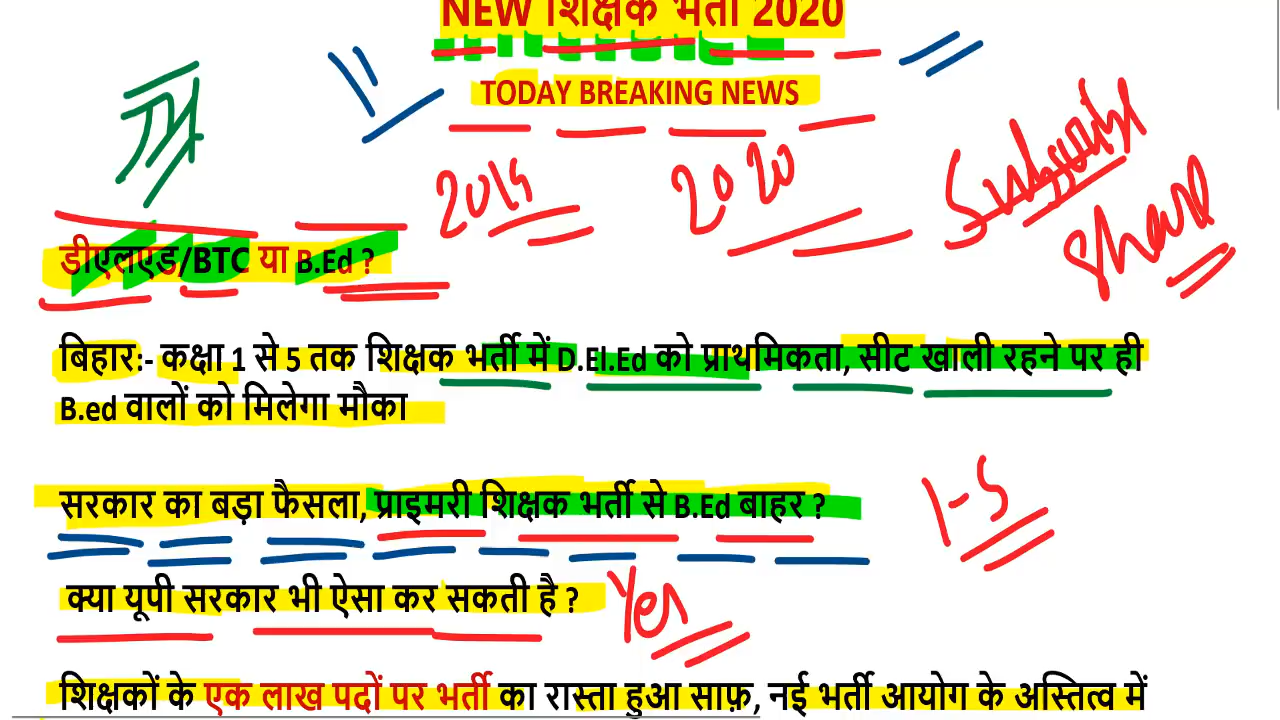 NEW शिक्षक भर्ती 2020
TODAY BREAKING NEWS
2019 2020
Subscribe
Share
डीएलएड/BTC या B.Ed ?
बिहार:- कक्षा 1 से 5 तक शिक्षक भर्ती में D.El.Ed को प्राथमिकता, सीट खाली रहने पर ही
B.ed वालों को मिलेगा मौका
1-5
सरकार का बड़ा फैसला, प्राइमरी शिक्षक भर्ती से B.Ed बाहर ?
क्या यूपी सरकार भी ऐसा कर सकती है ? Yes
शिक्षकों के एक लाख पदों पर भर्ती का रास्ता हुआ साफ़, नई भर्ती आयोग के अस्तित्व में